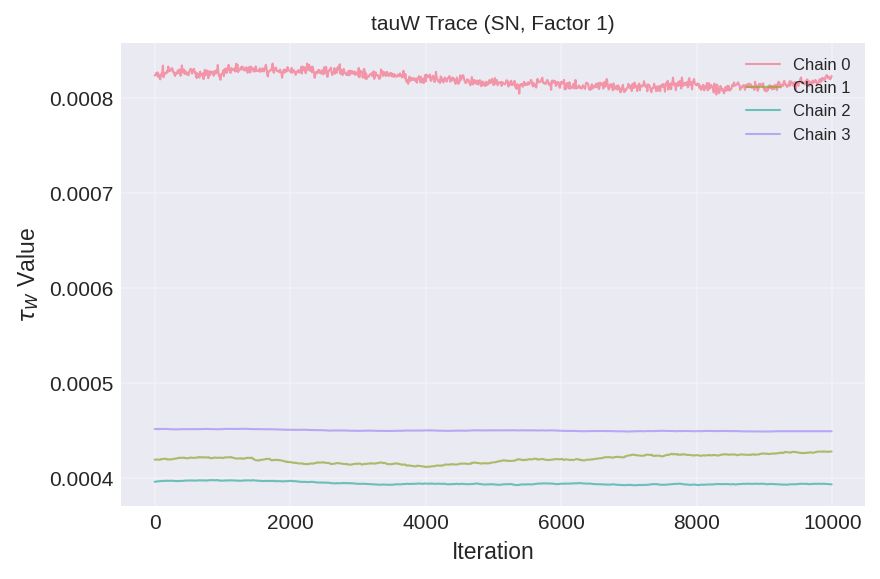 tauW Trace (SN, Factor 1)
Chain 0
Chain 1
Chain 2
Chain 3
0.0008
0.0007
0.0006
0.0005
0.0004
τW Value
0 2000 4000 6000 8000 10000
Iteration